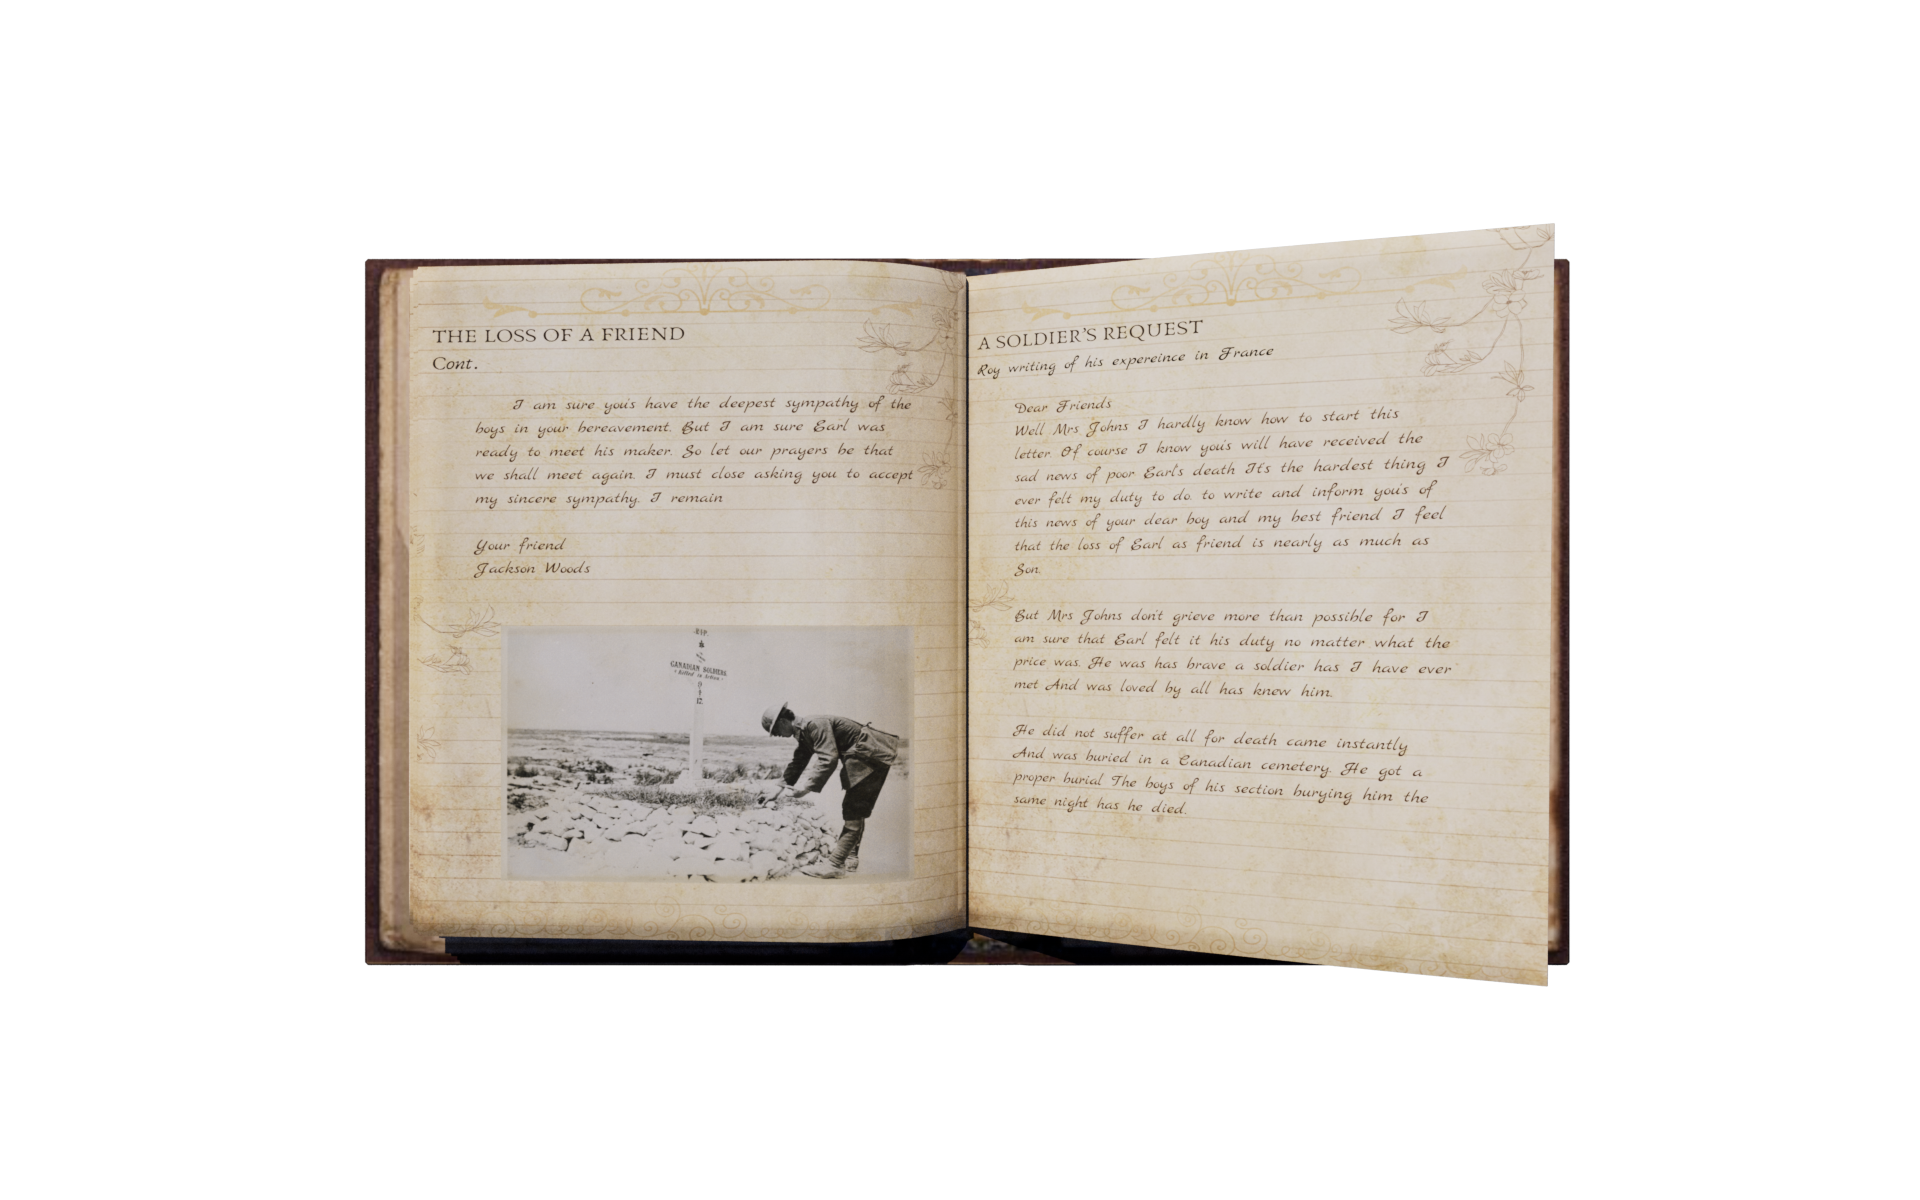 THE LOSS OF A FRIEND
Cont.
I am sure you's have the deepest sympathy of the
boys in your bereavement. But I am sure Earl was
ready to meet his maker. So let our prayers be that
we shall meet again. I must close asking you to accept
my sincere sympathy. I remain
Your friend
Jackson Woods
R.I.P.
CANADIAN SOLDIERS
Killed in Action
9
4
17.
A SOLDIER'S REQUEST
Roy writing of his expereince in France
Dear Friends
Well Mrs Johns I hardly know how to start this
letter. Of course I know you's will have received the
sad news of poor Earl's death It's the hardest thing I
ever felt my duty to do. to write and inform you's of
this news of your dear boy and my best friend I feel
that the loss of Earl as friend is nearly as much as
Son.
But Mrs Johns don't grieve more than possible for I
am sure that Earl felt it his duty no matter what the
price was. He was has brave a soldier has I have ever
met And was loved by all has knew him.
He did not suffer at all for death came instantly
And was buried in a Canadian cemetery. He got a
proper burial The boys of his section burying him the
same night has he died.